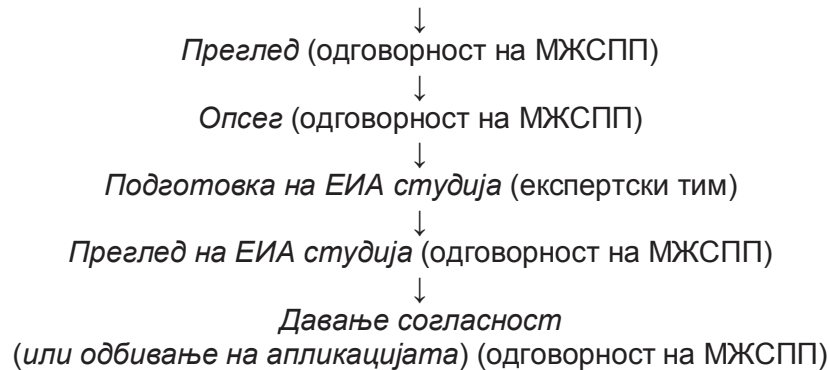 ↓
Преглед (одговорност на МЖСПП)
↓
Опсег (одговорност на МЖСПП)
↓
Подготовка на ЕИА студија (експертски тим)
↓
Преглед на ЕИА студија (одговорност на МЖСПП)
↓
Давање согласност
(или одбивање на апликацијата) (одговорност на МЖСПП)